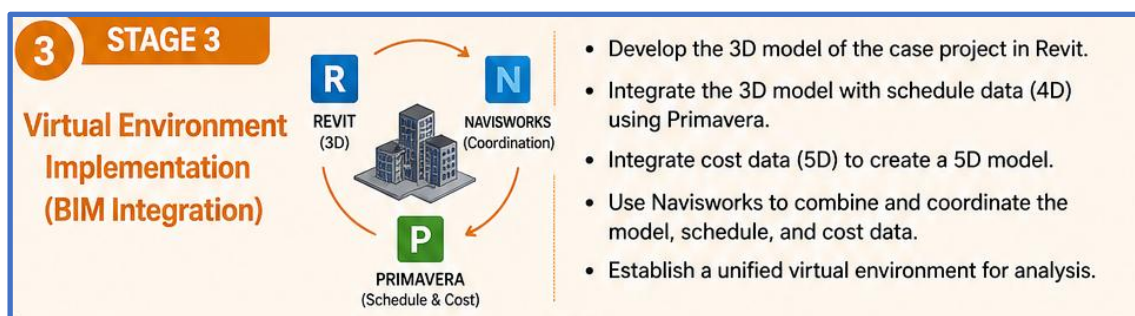 3
STAGE 3
Virtual Environment
Implementation
(BIM Integration)
R
REVIT
(3D)
N
NAVISWORKS
(Coordination)
P
PRIMAVERA
(Schedule & Cost)
• Develop the 3D model of the case project in Revit.
• Integrate the 3D model with schedule data (4D)
using Primavera.
• Integrate cost data (5D) to create a 5D model.
• Use Navisworks to combine and coordinate the
model, schedule, and cost data.
• Establish a unified virtual environment for analysis.